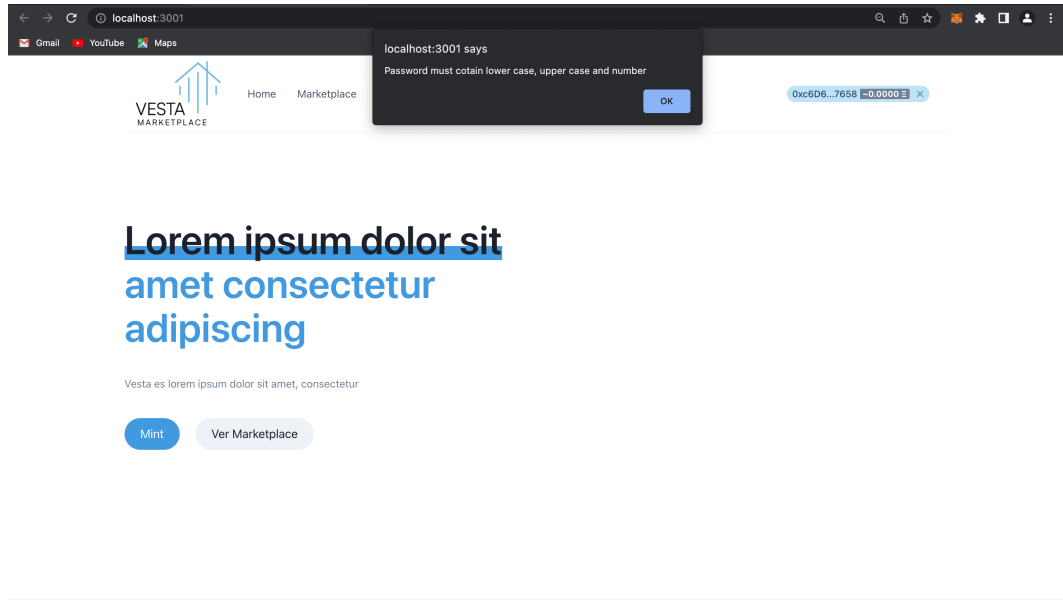 localhost:3001
Gmail YouTube Maps
localhost:3001 says
Password must cotain lower case, upper case and number
OK
VESTA
MARKETPLACE
Home Marketplace
0xc6D6...7658 ~0.0000 Ξ
Lorem ipsum dolor sit
amet consectetur
adipiscing
Vesta es lorem ipsum dolor sit amet, consectetur
Mint Ver Marketplace